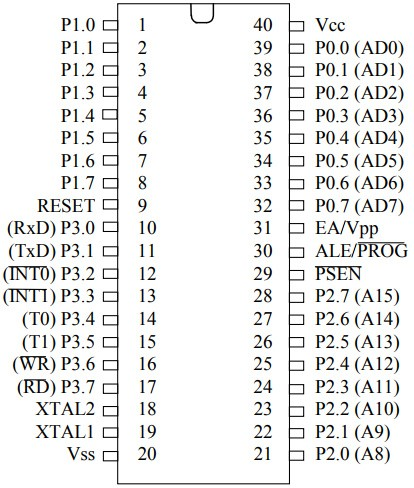 P1.0 1 40 Vcc
P1.1 2 39 P0.0 (AD0)
P1.2 3 38 P0.1 (AD1)
P1.3 4 37 P0.2 (AD2)
P1.4 5 36 P0.3 (AD3)
P1.5 6 35 P0.4 (AD4)
P1.6 7 34 P0.5 (AD5)
P1.7 8 33 P0.6 (AD6)
RESET 9 32 P0.7 (AD7)
(RxD) P3.0 10 31 EA/Vpp
(TxD) P3.1 11 30 ALE/P̅R̅O̅G̅
(I̅N̅T̅0̅) P3.2 12 29 P̅S̅E̅N̅
(I̅N̅T̅1̅) P3.3 13 28 P2.7 (A15)
(T0) P3.4 14 27 P2.6 (A14)
(T1) P3.5 15 26 P2.5 (A13)
(W̅R̅) P3.6 16 25 P2.4 (A12)
(R̅D̅) P3.7 17 24 P2.3 (A11)
XTAL2 18 23 P2.2 (A10)
XTAL1 19 22 P2.1 (A9)
Vss 20 21 P2.0 (A8)